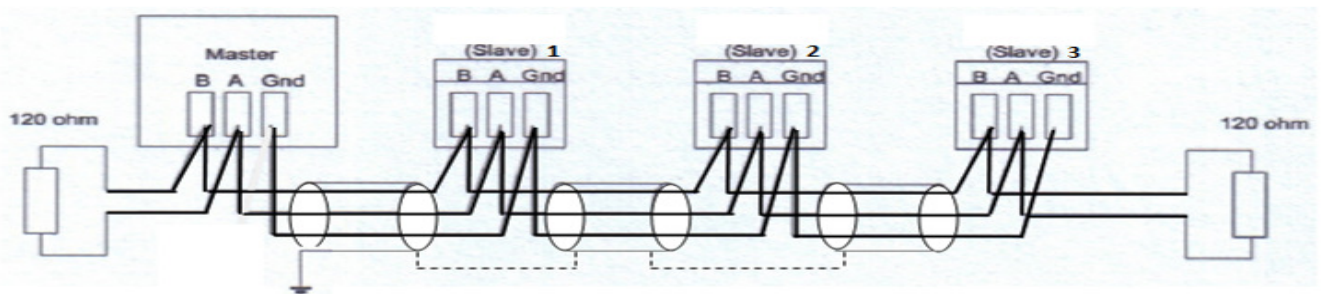 Master
B A Gnd
(Slave) 1
B A Gnd
(Slave) 2
B A Gnd
(Slave) 3
B A Gnd
120 ohm
120 ohm